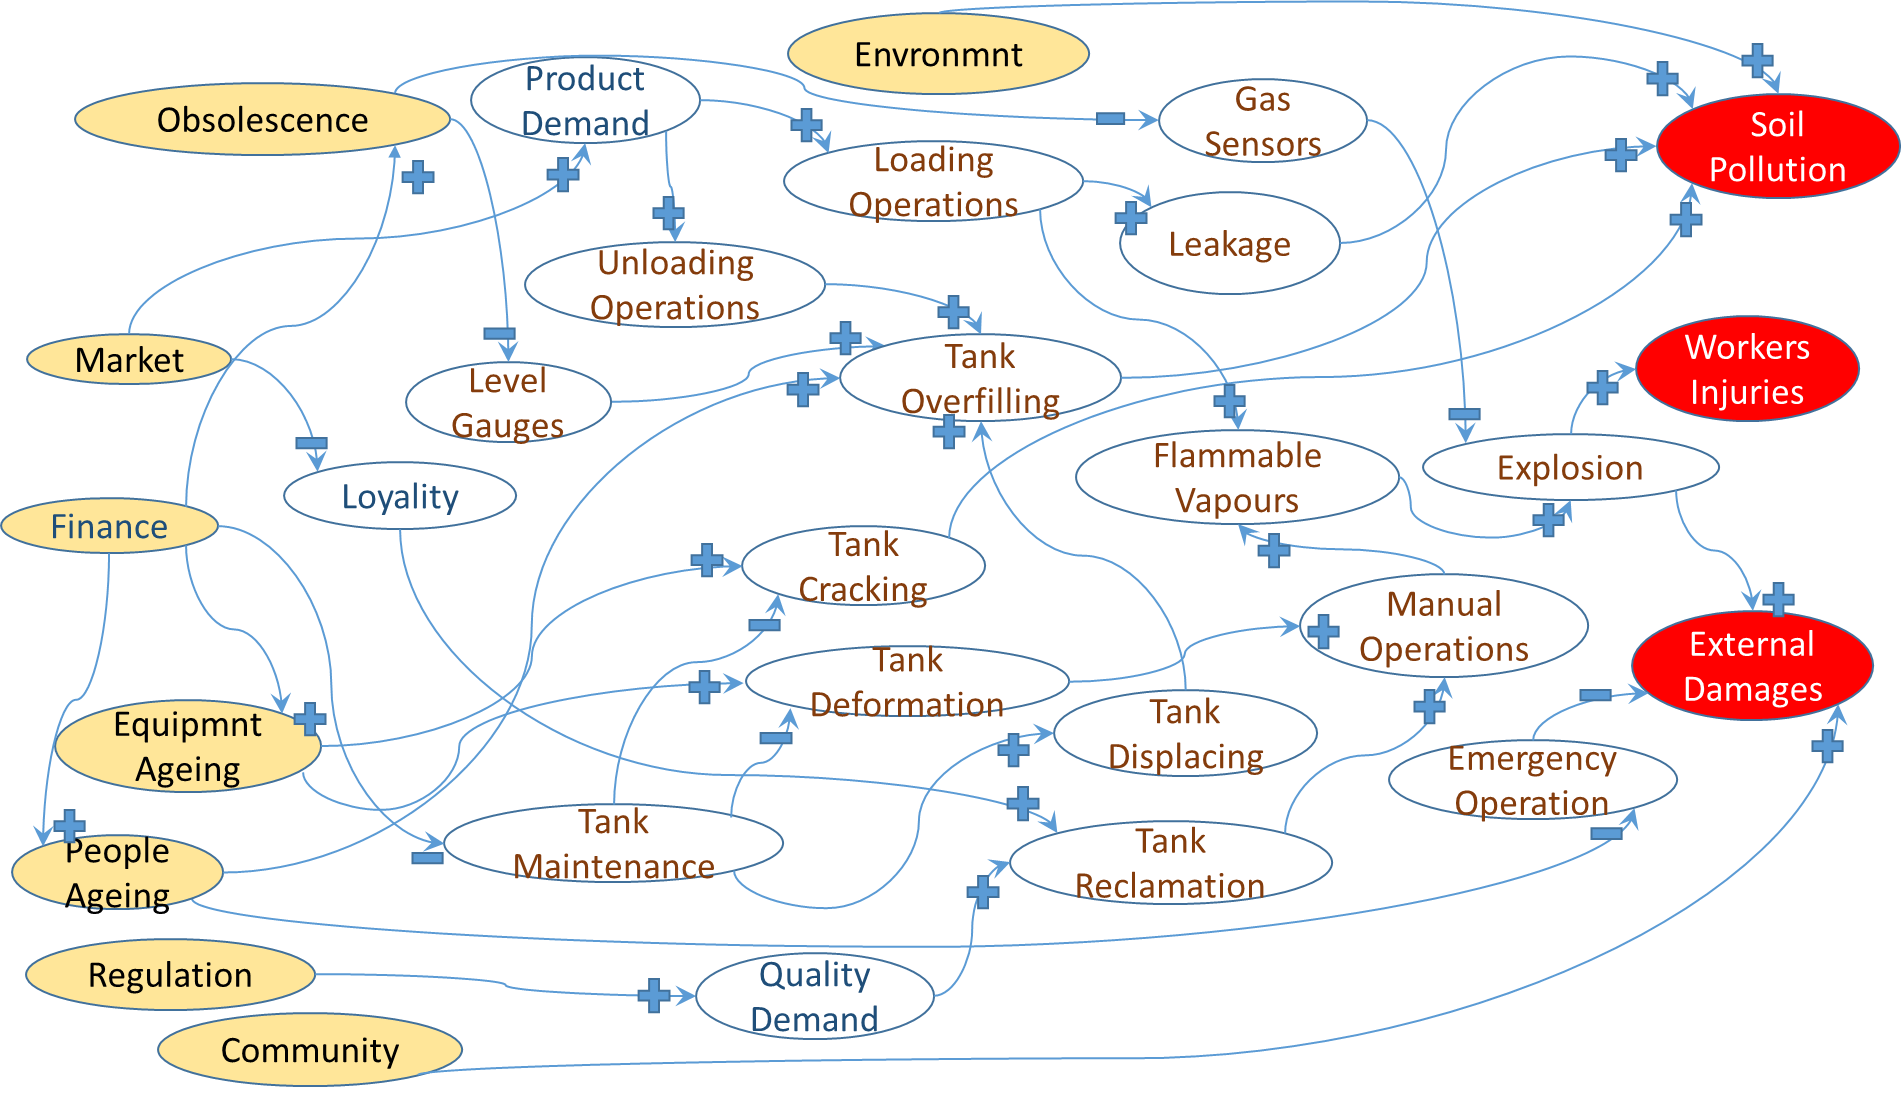 Envronmnt
Product
Demand
Obsolescence
Gas
Sensors
Soil
Pollution
Loading
Operations
Leakage
Unloading
Operations
Market
Level
Gauges
Tank
Overfilling
Workers
Injuries
Loyality
Flammable
Vapours
Explosion
Finance
Tank
Cracking
Manual
Operations
External
Damages
Tank
Deformation
Equipmnt
Ageing
Tank
Displacing
Emergency
Operation
Tank
Maintenance
People
Ageing
Tank
Reclamation
Regulation
Quality
Demand
Community